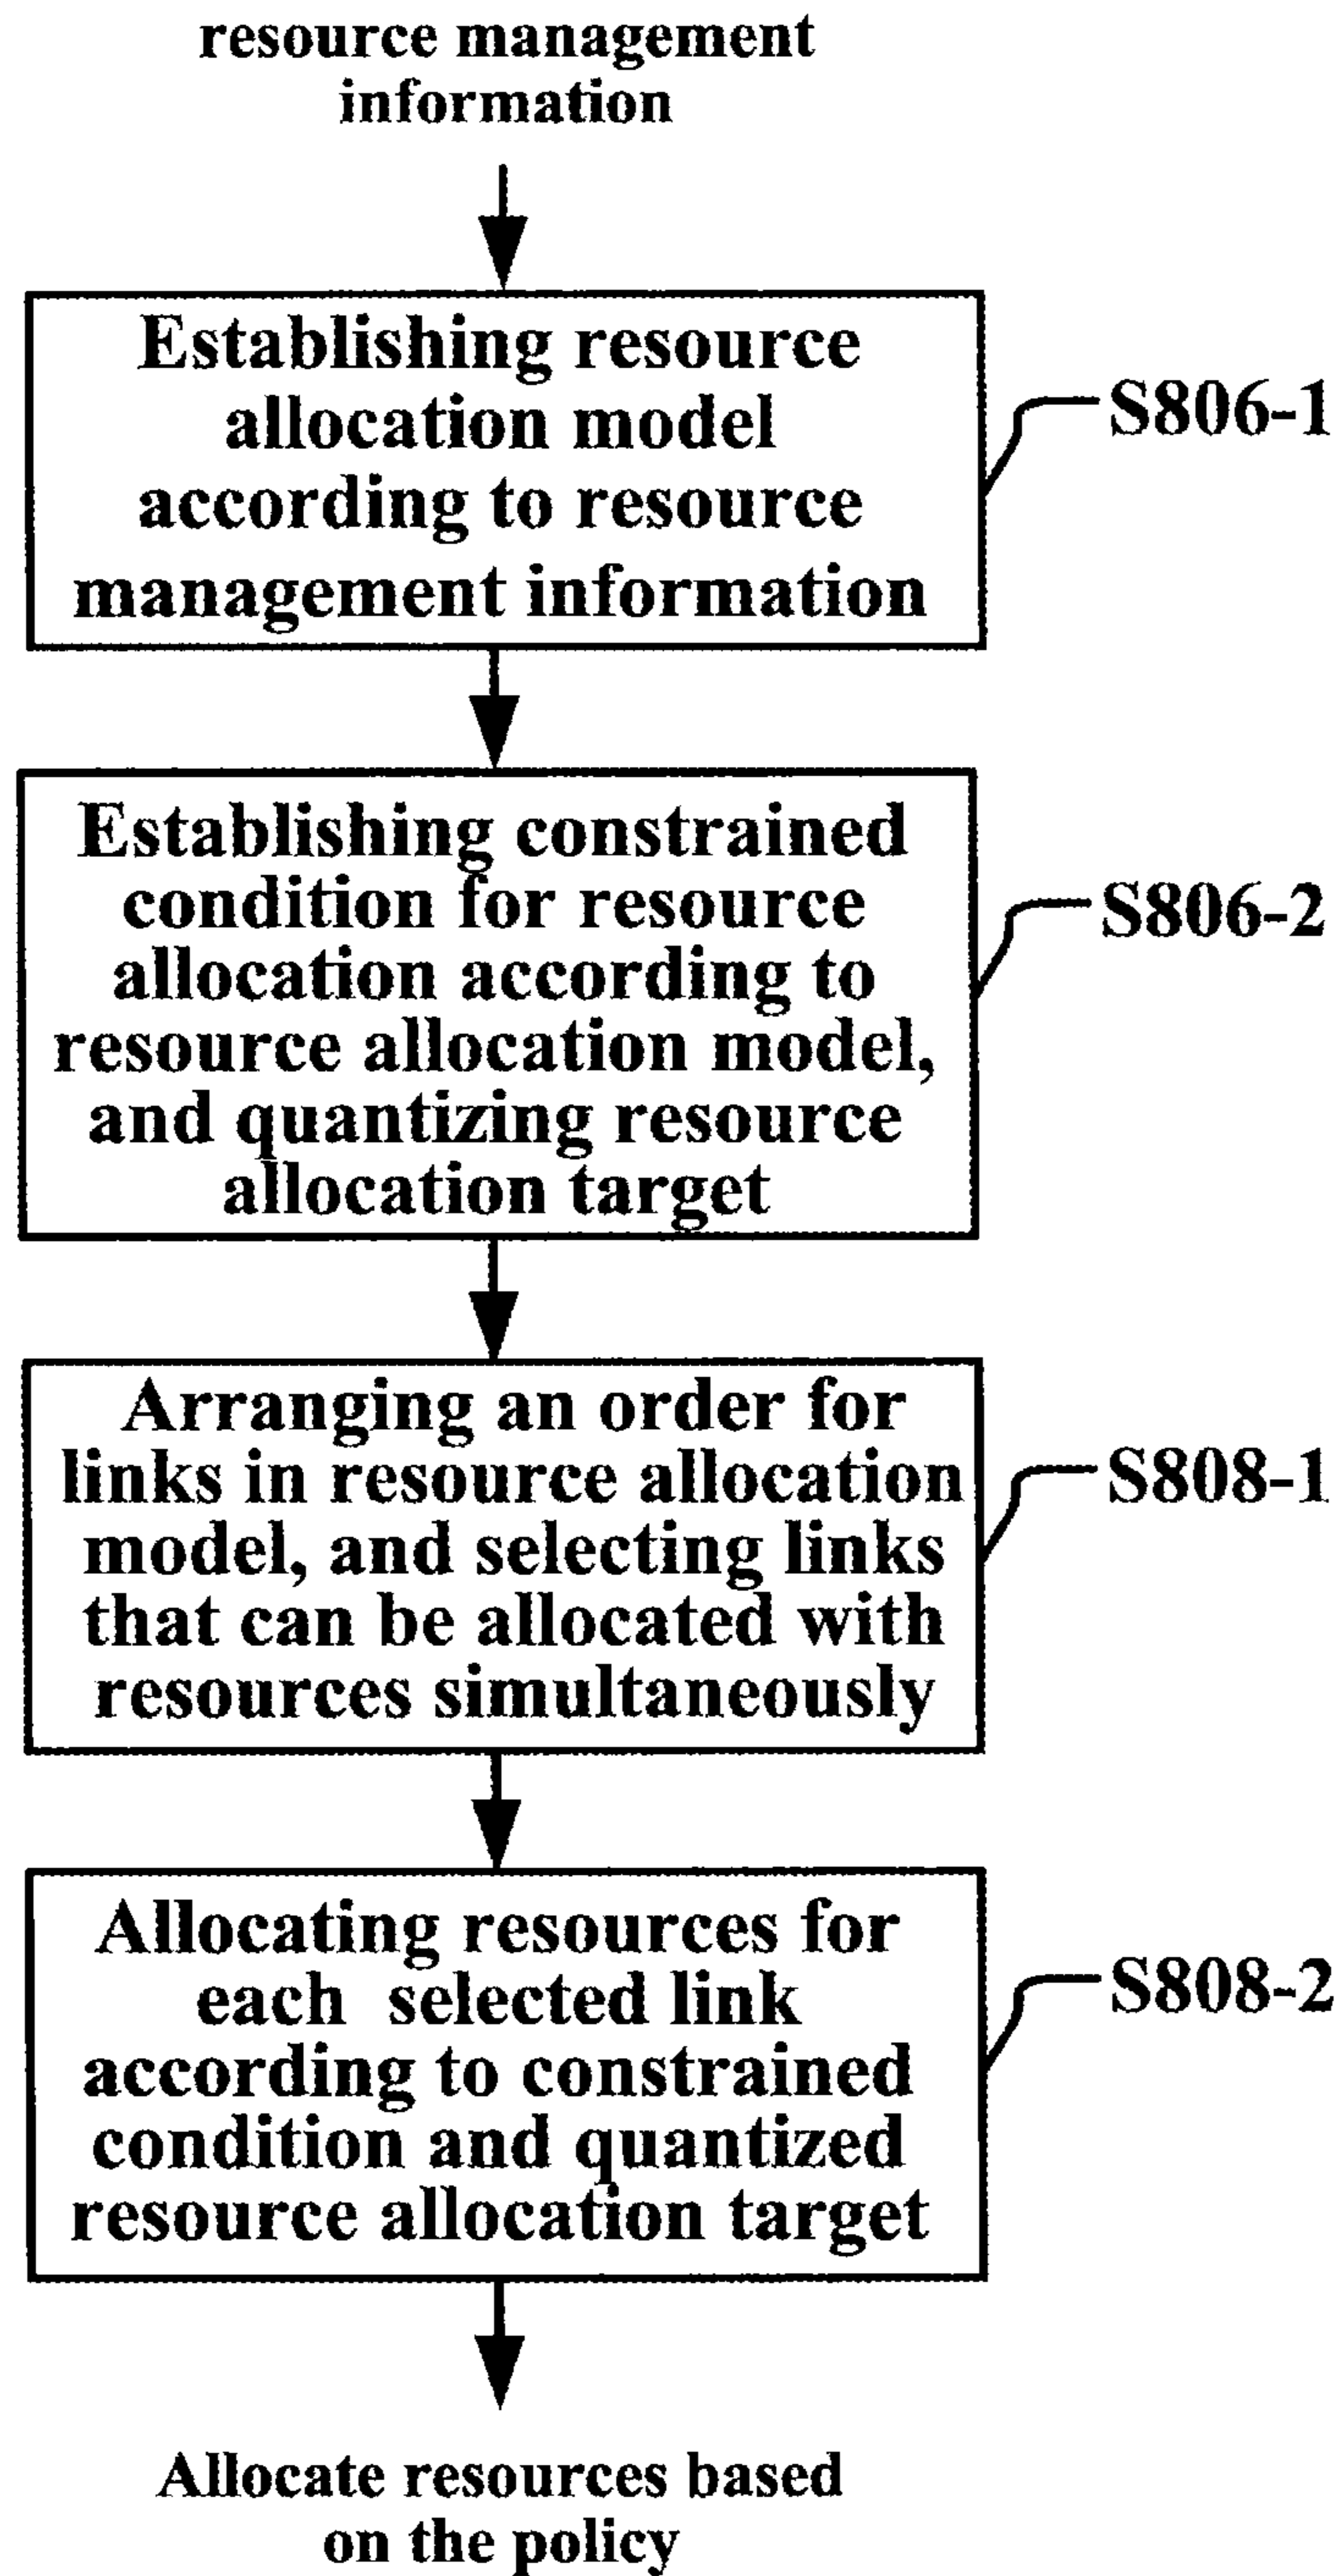 resource management
information
Establishing resource
allocation model
according to resource
management information
S806-1
Establishing constrained
condition for resource
allocation according to
resource allocation model,
and quantizing resource
allocation target
S806-2
Arranging an order for
links in resource allocation
model, and selecting links
that can be allocated with
resources simultaneously
S808-1
Allocating resources for
each selected link
according to constrained
condition and quantized
resource allocation target
S808-2
Allocate resources based
on the policy